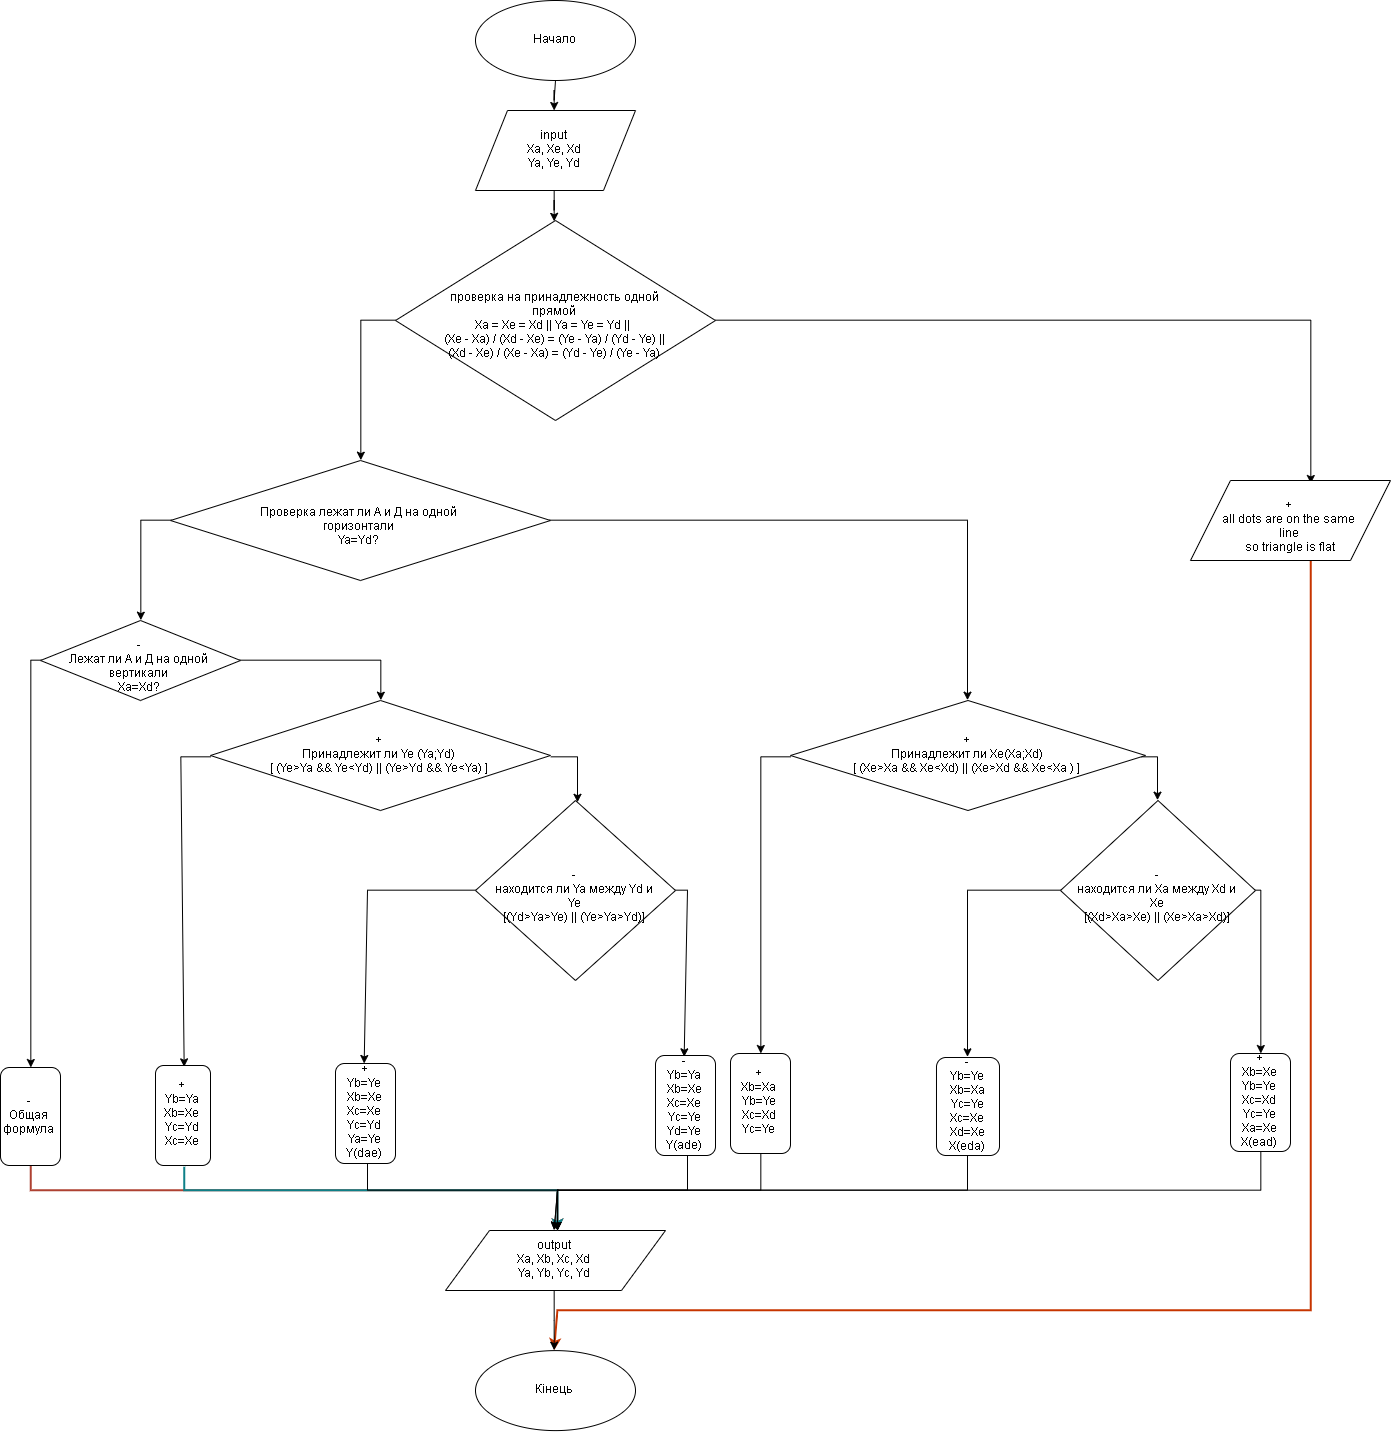 Начало
input
Xa, Xe, Xd
Ya, Ye, Yd
проверка на принадлежность одной
прямой
Xa = Xe = Xd || Ya = Ye = Yd ||
(Xe - Xa) / (Xd - Xe) = (Ye - Ya) / (Yd - Ye) ||
(Xd - Xe) / (Xe - Xa) = (Yd - Ye) / (Ye - Ya)
Проверка лежат ли А и Д на одной
горизонтали
Ya=Yd?
+
all dots are on the same
line
so triangle is flat
-
Лежат ли А и Д на одной
вертикали
Xa=Xd?
+
Принадлежит ли Ye (Ya;Yd)
[ (Ye>Ya && Ye<Yd) || (Ye>Yd && Ye<Ya) ]
+
Принадлежит ли Xe(Xa;Xd)
[ (Xe>Xa && Xe<Xd) || (Xe>Xd && Xe<Xa ) ]
-
находится ли Ya между Yd и
Ye
[(Yd>Ya>Ye) || (Ye>Ya>Yd)]
-
находится ли Xa между Xd и
Xe
[(Xd>Xa>Xe) || (Xe>Xa>Xd)]
-
Общая
формула
+
Yb=Ya
Xb=Xe
Yc=Yd
Xc=Xe
+
Yb=Ye
Xb=Xe
Xc=Xe
Yc=Yd
Ya=Ye
Y(dae)
-
Yb=Ya
Xb=Xe
Xc=Xe
Yc=Ye
Yd=Ye
Y(ade)
+
Xb=Xa
Yb=Ye
Xc=Xd
Yc=Ye
-
Yb=Ye
Xb=Xa
Yc=Ye
Xc=Xe
Xd=Xe
X(eda)
+
Xb=Xe
Yb=Ye
Xc=Xd
Yc=Ye
Xa=Xe
X(ead)
output
Xa, Xb, Xc, Xd
Ya, Yb, Yc, Yd
Кінець